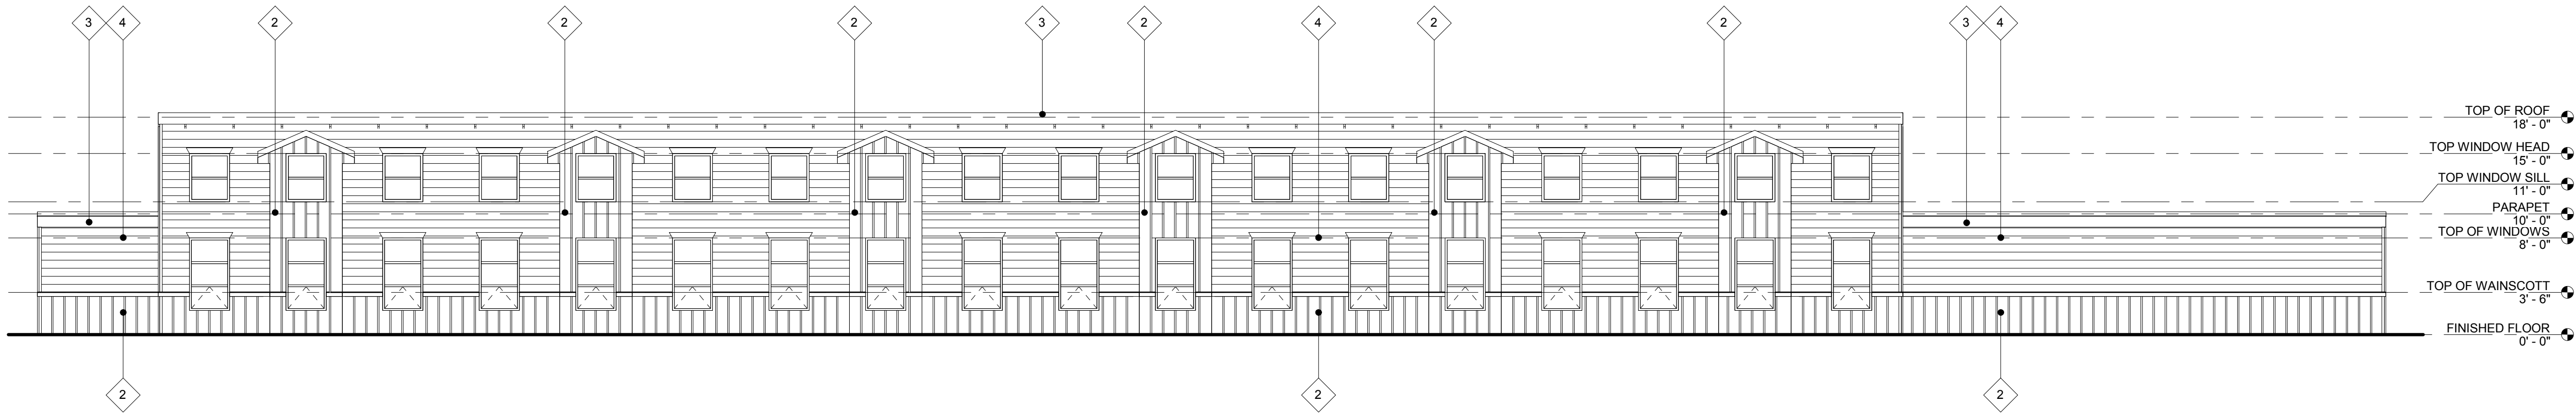 3 4 2 2 2 3 2 4 2 2 3 4
TOP OF ROOF
18' - 0"
TOP WINDOW HEAD
15' - 0"
TOP WINDOW SILL
11' - 0"
PARAPET
10' - 0"
TOP OF WINDOWS
8' - 0"
TOP OF WAINSCOTT
3' - 6"
FINISHED FLOOR
0' - 0"
2 2 2